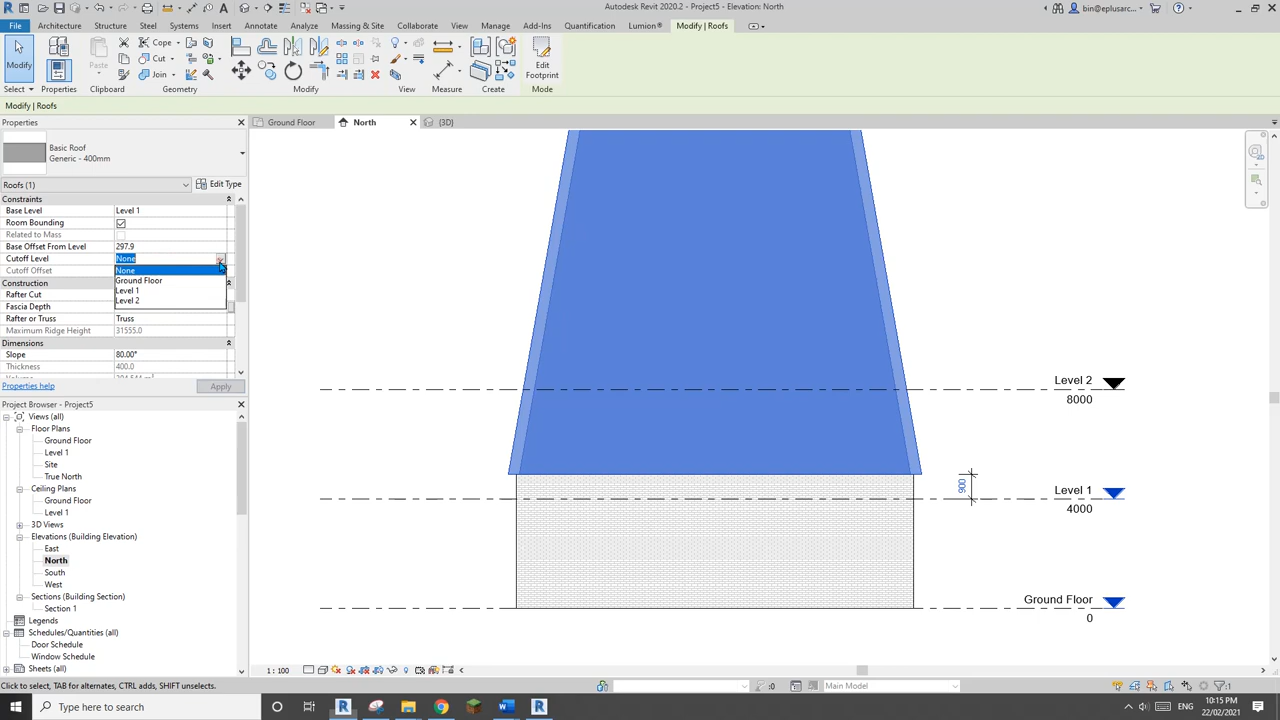 Autodesk Revit 2020.2 - Project5 - Elevation: North
bin@eplusarc...
File Architecture Structure Steel Systems Insert Annotate Analyze Massing & Site Collaborate View Manage Add-Ins Quantification Lumion® Modify | Roofs
Modify
Paste
Cope
Cut
Join
Edit
Footprint
Select Properties Clipboard Geometry Modify View Measure Create Mode
Modify | Roofs
Properties
Ground Floor
North
{3D}
Basic Roof
Generic - 400mm
Roofs (1)
Edit Type
Constraints
Base Level Level 1
Room Bounding
Related to Mass
Base Offset From Level 297.9
Cutoff Level None
Cutoff Offset
None
Ground Floor
Level 1
Level 2
Construction
Rafter Cut
Fascia Depth
Rafter or Truss Truss
Maximum Ridge Height 31555.0
Dimensions
Slope 80.00°
Thickness 400.0
Properties help
Apply
Project Browser - Project5
Views (all)
Floor Plans
Ground Floor
Level 1
Site
True North
Ceiling Plans
Ground Floor
Level 1
3D Views
Elevations (Building Elevation)
East
North
South
West
Sections (Building Section)
Section 1
Legends
Schedules/Quantities (all)
Door Schedule
Window Schedule
Sheets (all)
Level 2
8000
900
Level 1
4000
Ground Floor
0
1 : 100
Click to select, TAB for alternates, CTRL adds, SHIFT unselects.
:0
Main Model
:1
Type here to search
ENG
10:15 PM
22/02/2021